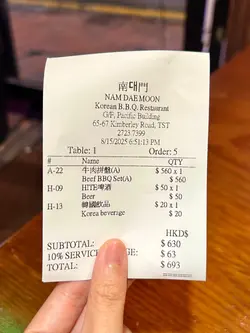 南대門
NAM DAE MOON
Korean B.B.Q. Restaurant
G/F, Pacific Building
65-67 Kimberley Road, TST
2723.7399
8/15/2025 6:51:13 PM
Table: 1 Order: 5
# Name QTY
A-22 牛肉拼盤(A) $ 560 x 1
Beef BBQ Set(A) $ 560
H-09 HITE啤酒 $ 50 x 1
Beer $ 50
H-13 韓國飲品 $ 20 x 1
Korea beverage $ 20
HKD$
SUBTOTAL: $ 630
10% SERVICE GE: $ 63
TOTAL: $ 693